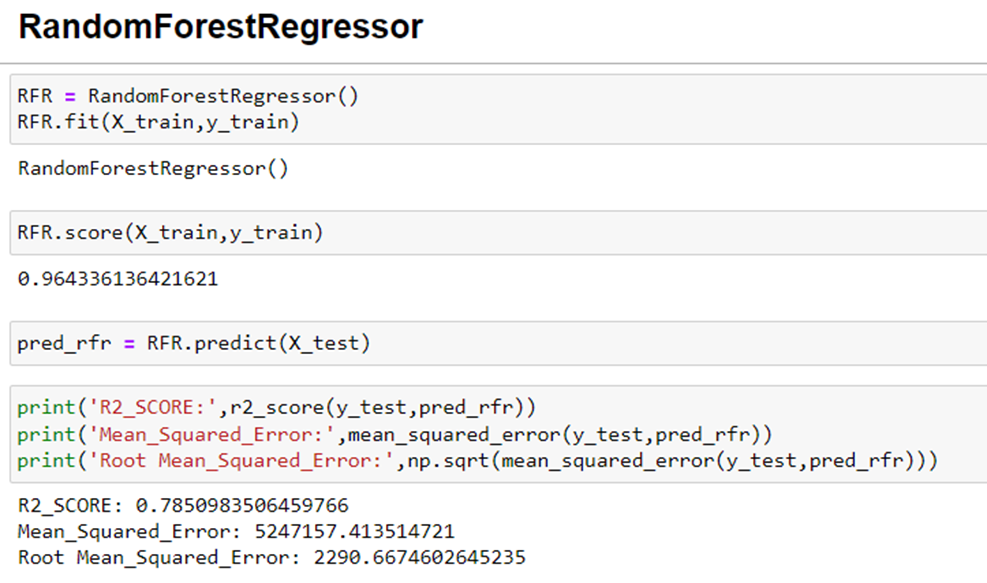 RandomForestRegressor
RFR = RandomForestRegressor()
RFR.fit(X_train,y_train)
RandomForestRegressor()
RFR.score(X_train,y_train)
0.964336136421621
pred_rfr = RFR.predict(X_test)
print('R2_SCORE:',r2_score(y_test,pred_rfr))
print('Mean_Squared_Error:',mean_squared_error(y_test,pred_rfr))
print('Root Mean_Squared_Error:',np.sqrt(mean_squared_error(y_test,pred_rfr)))
R2_SCORE: 0.7850983506459766
Mean_Squared_Error: 5247157.413514721
Root Mean_Squared_Error: 2290.6674602645235